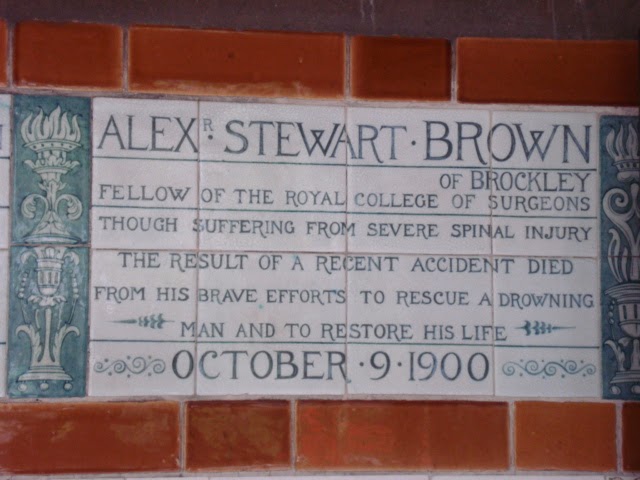 ALEXR. STEWART · BROWN
OF BROCKLEY
FELLOW OF THE ROYAL COLLEGE OF SURGEONS
THOUGH SUFFERING FROM SEVERE SPINAL INJURY
THE RESULT OF A RECENT ACCIDENT DIED
FROM HIS BRAVE EFFORTS TO RESCUE A DROWNING
MAN AND TO RESTORE HIS LIFE
OCTOBER · 9 · 1900